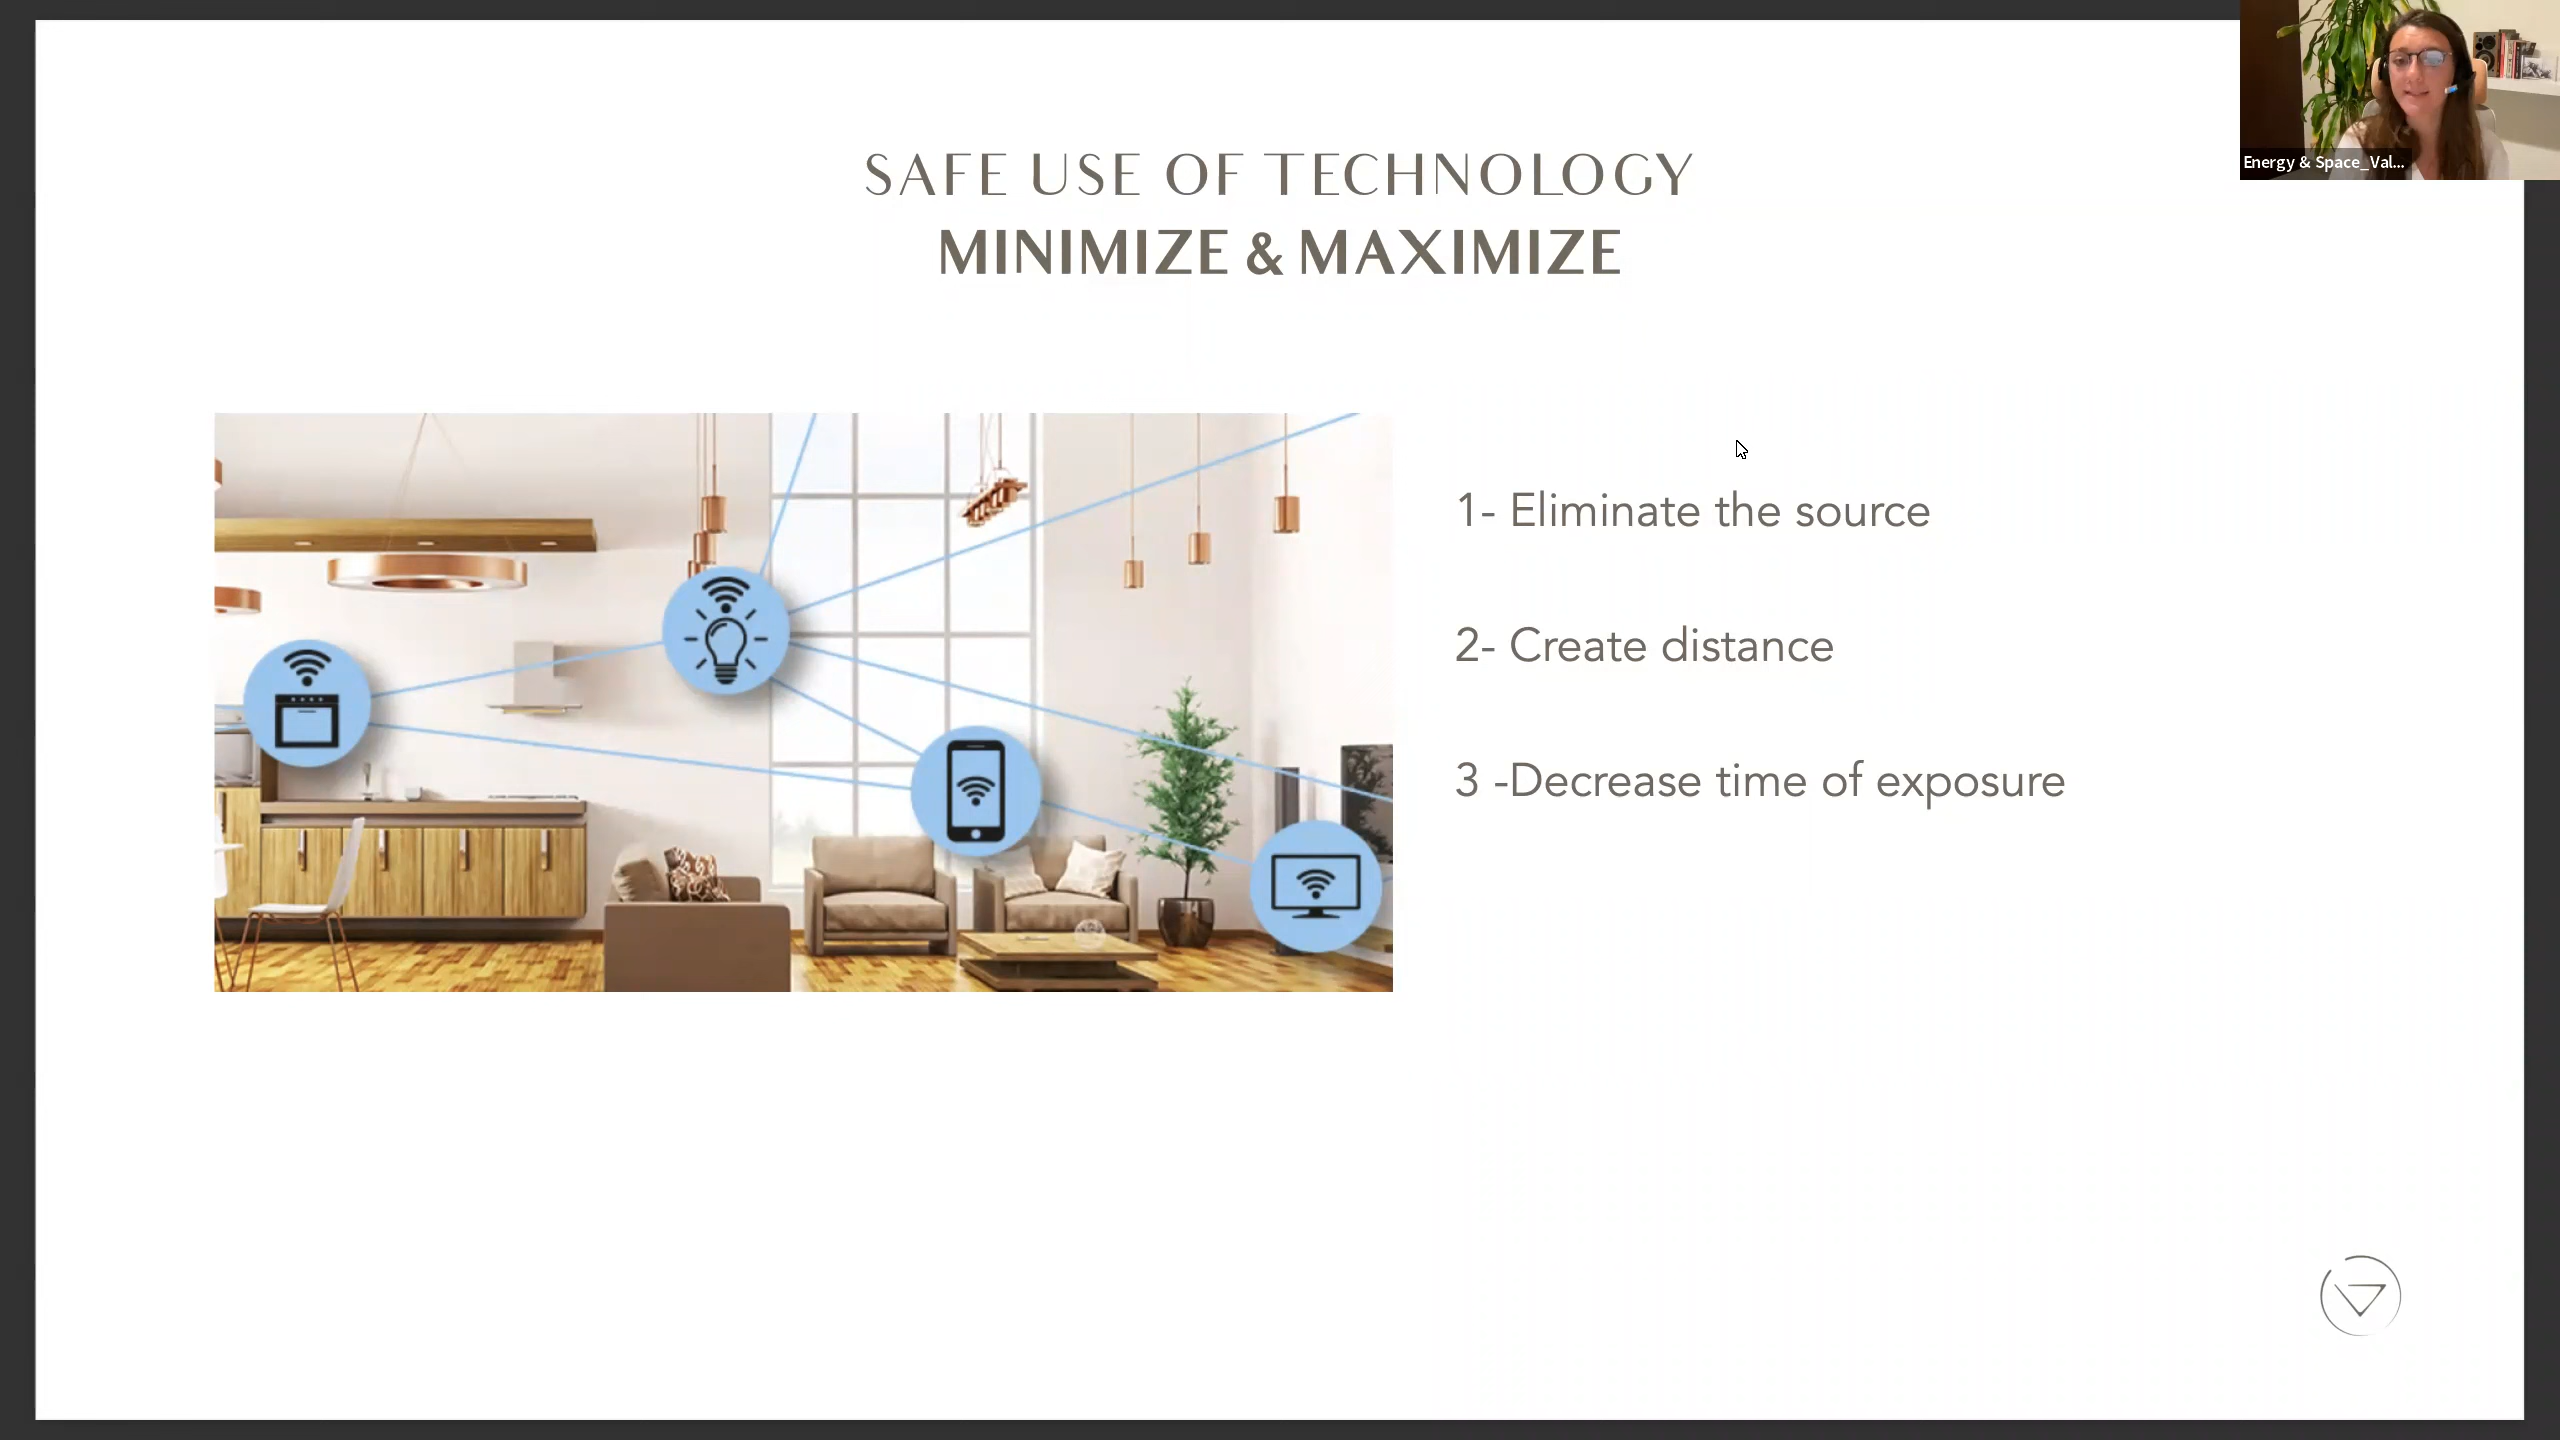 SAFE USE OF TECHNOLOGY
MINIMIZE & MAXIMIZE
1- Eliminate the source
2- Create distance
3 -Decrease time of exposure
Energy & Space_Val...